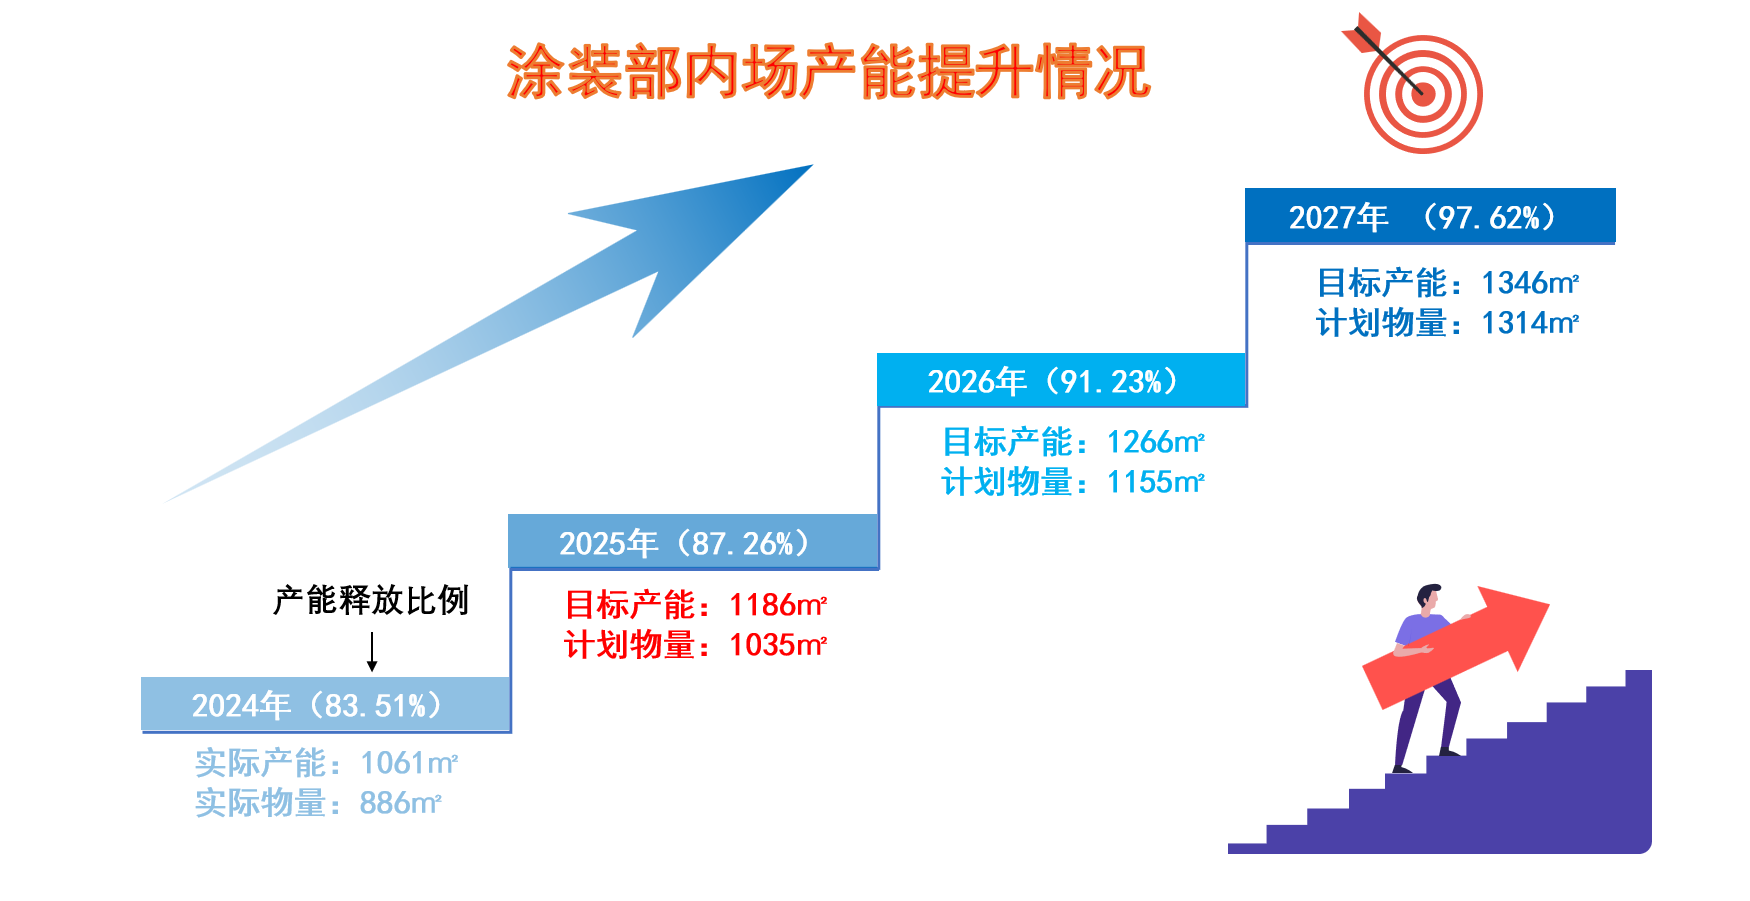 涂装部内场产能提升情况
2027年 （97.62%）
目标产能：1346㎡
计划物量：1314㎡
2026年（91.23%）
目标产能：1266㎡
计划物量：1155㎡
2025年（87.26%）
目标产能：1186㎡
计划物量：1035㎡
产能释放比例
2024年（83.51%）
实际产能：1061㎡
实际物量：886㎡